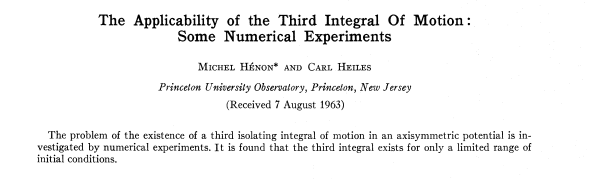 The Applicability of the Third Integral Of Motion:
Some Numerical Experiments
MICHEL HÉNON* AND CARL HEILES
Princeton University Observatory, Princeton, New Jersey
(Received 7 August 1963)
The problem of the existence of a third isolating integral of motion in an axisymmetric potential is in-
vestigated by numerical experiments. It is found that the third integral exists for only a limited range of
initial conditions.